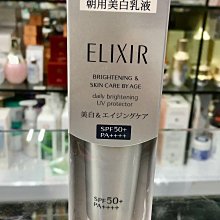 朝用美白乳液
ELIXIR
BRIGHTENING &
SKIN CARE BY AGE
daily brightening
UV protector
美白&エイジングケア
SPF50+
PA++++
SPF50+
PA++++